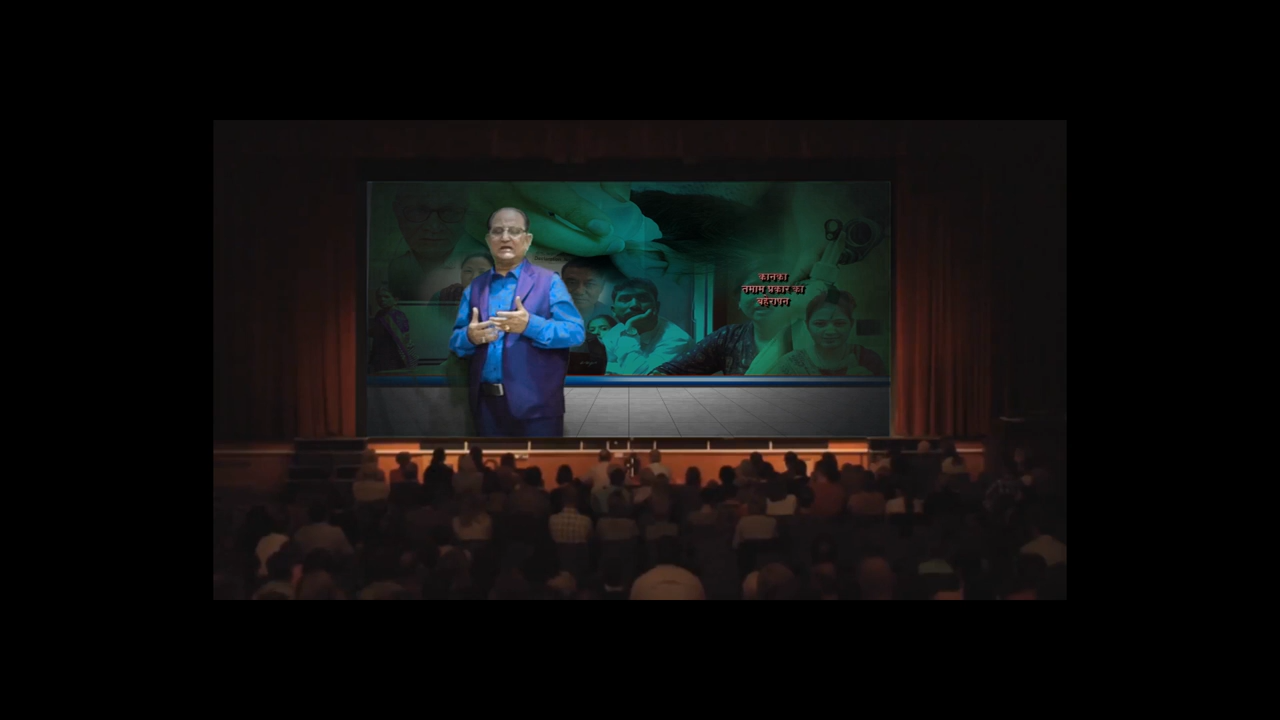 कानका
तमाम प्रकार का
बहेरापन